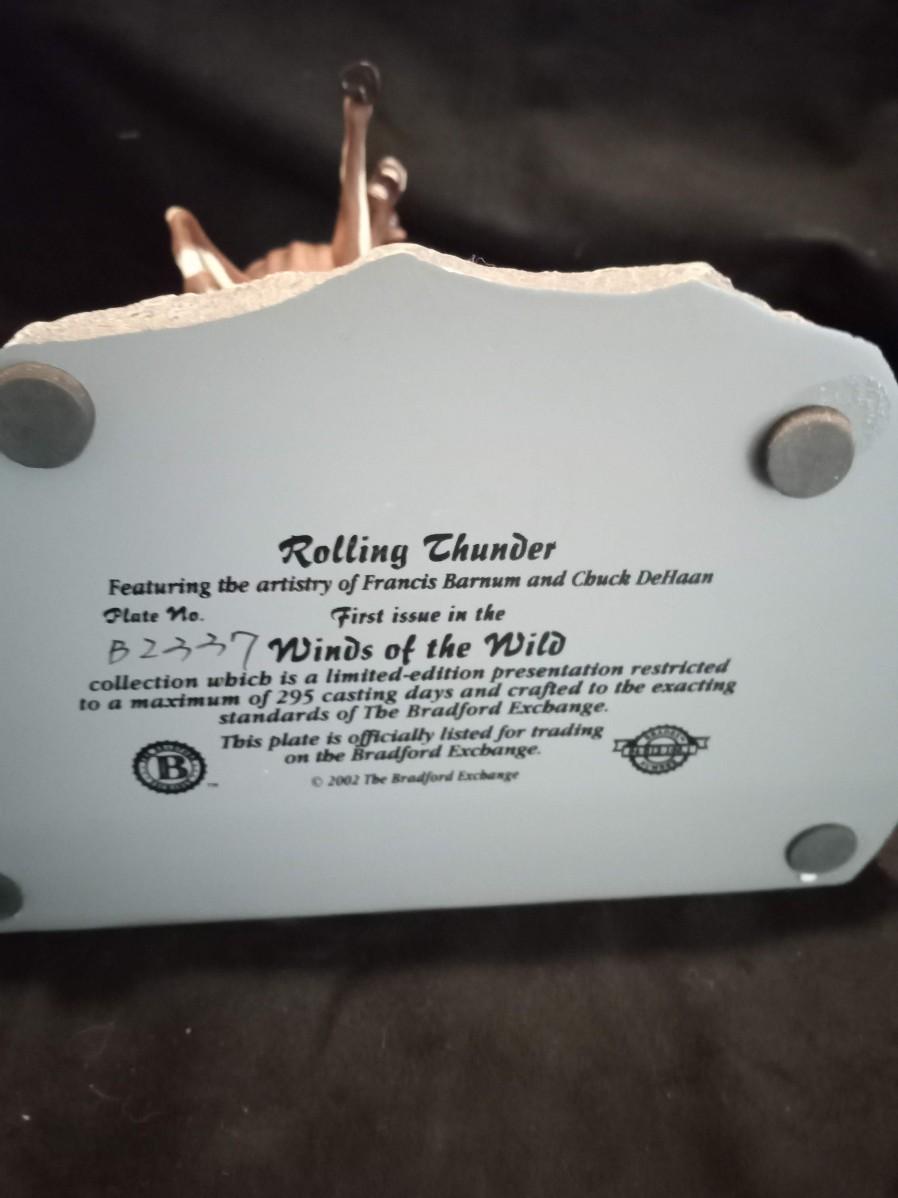 Rolling Thunder
Featuring the artistry of Francis Barnum and Chuck DeHaan
Plate No.
First issue in the
B2337
Winds of the Wild
collection which is a limited-edition presentation restricted
to a maximum of 295 casting days and crafted to the exacting
standards of The Bradford Exchange.
This plate is officially listed for trading
on the Bradford Exchange.
B
™
© 2002 The Bradford Exchange